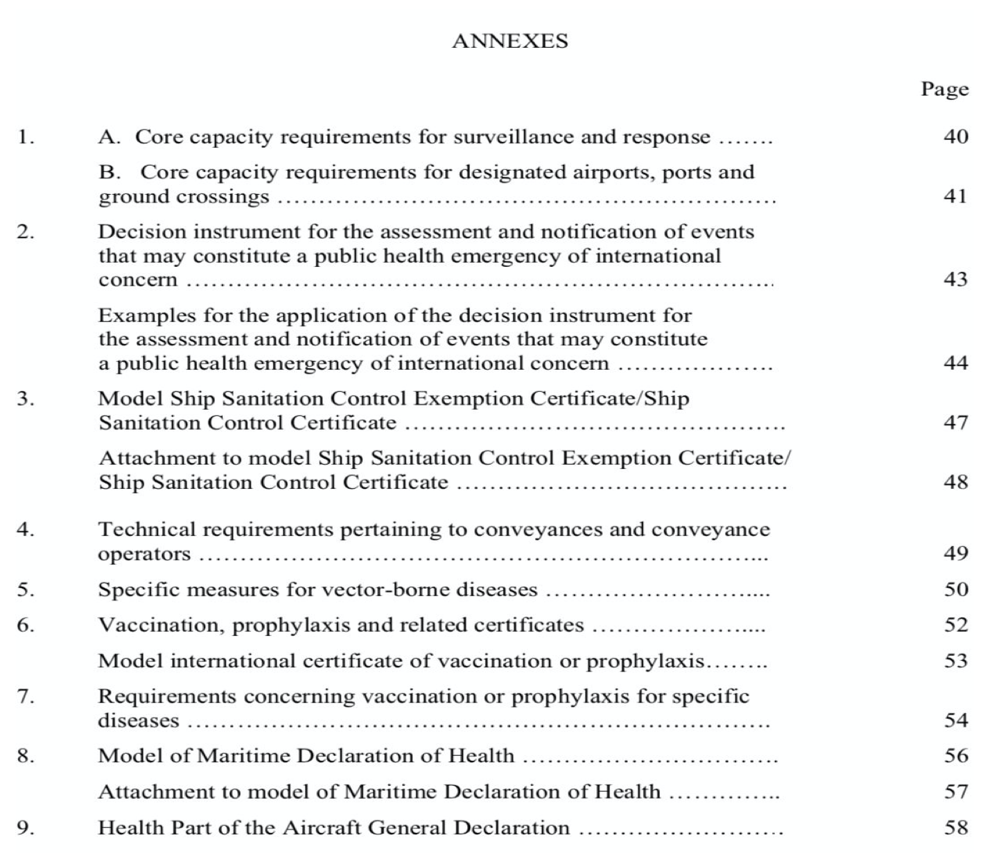 ANNEXES
Page
1. A. Core capacity requirements for surveillance and response ....... 40
B. Core capacity requirements for designated airports, ports and
ground crossings ............................................................ 41
2. Decision instrument for the assessment and notification of events
that may constitute a public health emergency of international
concern ....................................................................... 43
Examples for the application of the decision instrument for
the assessment and notification of events that may constitute
a public health emergency of international concern ................... 44
3. Model Ship Sanitation Control Exemption Certificate/Ship
Sanitation Control Certificate .............................................. 47
Attachment to model Ship Sanitation Control Exemption Certificate/
Ship Sanitation Control Certificate ........................................ 48
4. Technical requirements pertaining to conveyances and conveyance
operators ..................................................................... 49
5. Specific measures for vector-borne diseases ........................... 50
6. Vaccination, prophylaxis and related certificates ..................... 52
Model international certificate of vaccination or prophylaxis........ 53
7. Requirements concerning vaccination or prophylaxis for specific
diseases ...................................................................... 54
8. Model of Maritime Declaration of Health ............................... 56
Attachment to model of Maritime Declaration of Health .............. 57
9. Health Part of the Aircraft General Declaration ......................... 58